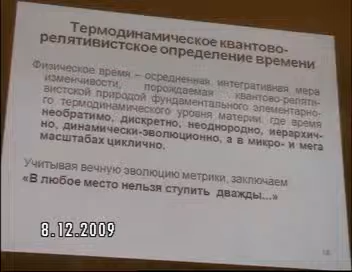 Термодинамическое квантово-
релятивистское определение времени
Физическое время – осредненная, интегративная мера
изменчивости, порождаемая квантово-реляти-
вистской природой фундаментального элементарно-
го термодинамического уровня материи, где время
необратимо, дискретно, неоднородно, иерархич-
но, динамически-эволюционно, а в микро- и мега
масштабах циклично.
Учитывая вечную эволюцию метрики, заключаем
«В любое место нельзя ступить дважды...»
8.12.2009